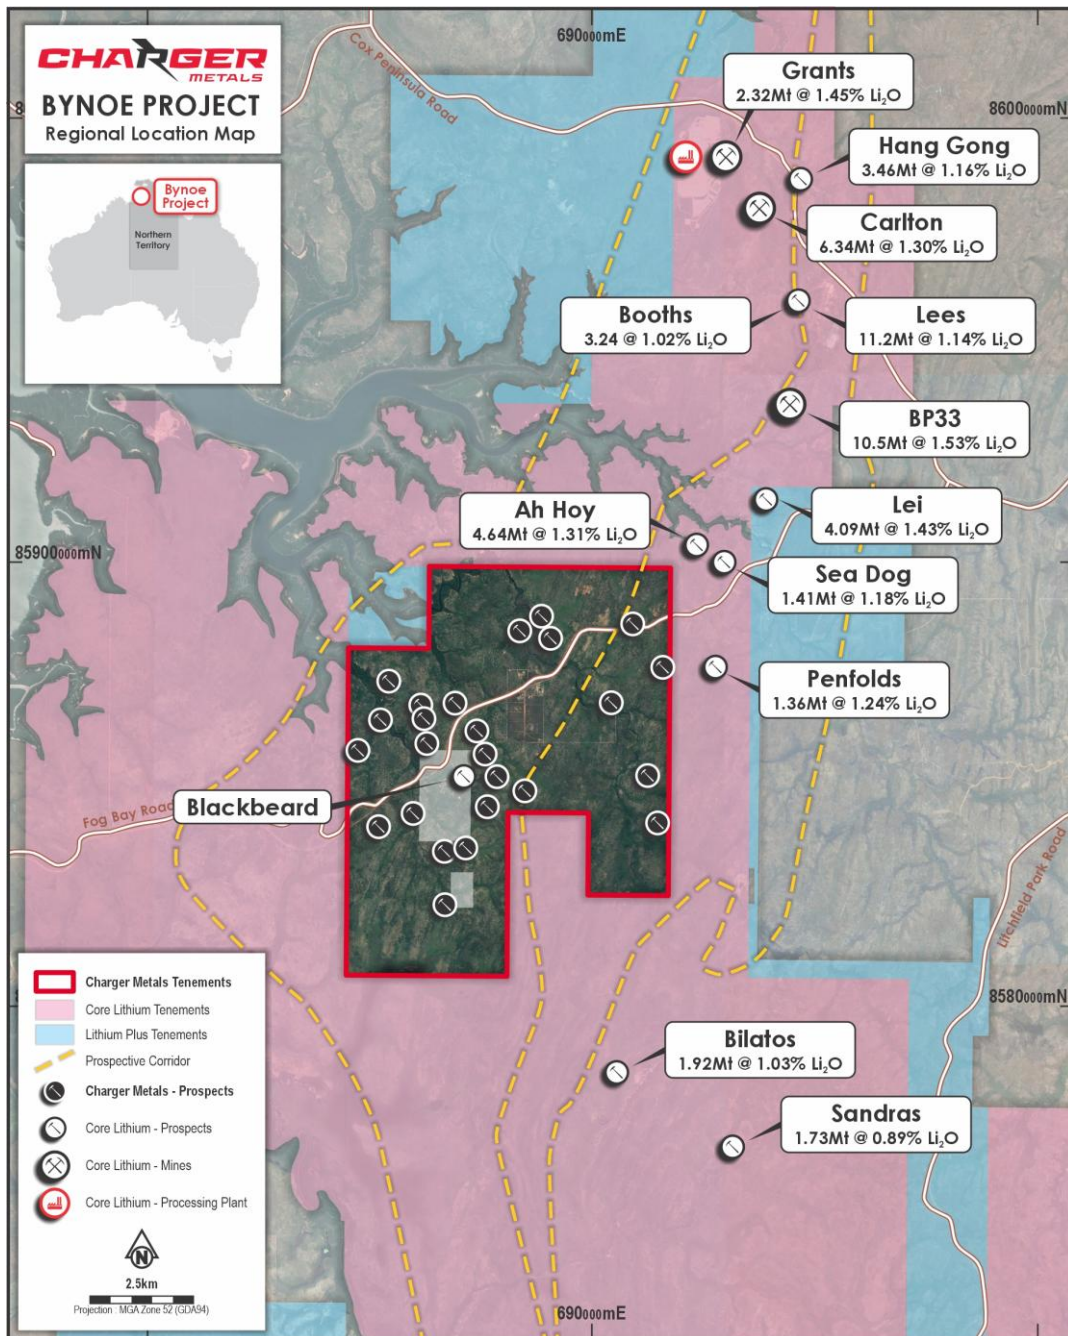 CHARGER
METALS
BYNOE PROJECT
Regional Location Map
Bynoe
Project
Northern
Territory
690000mE
8600000mN
Cox Peninsula Road
Grants
2.32Mt @ 1.45% Li₂O
Hang Gong
3.46Mt @ 1.16% Li₂O
Carlton
6.34Mt @ 1.30% Li₂O
Booths
3.24 @ 1.02% Li₂O
Lees
11.2Mt @ 1.14% Li₂O
BP33
10.5Mt @ 1.53% Li₂O
Ah Hoy
4.64Mt @ 1.31% Li₂O
Lei
4.09Mt @ 1.43% Li₂O
85900000mN
Sea Dog
1.41Mt @ 1.18% Li₂O
Penfolds
1.36Mt @ 1.24% Li₂O
Blackbeard
Fog Bay Road
Litchfield Park Road
8580000mN
Bilatos
1.92Mt @ 1.03% Li₂O
Sandras
1.73Mt @ 0.89% Li₂O
Charger Metals Tenements
Core Lithium Tenements
Lithium Plus Tenements
Prospective Corridor
Charger Metals - Prospects
Core Lithium - Prospects
Core Lithium - Mines
Core Lithium - Processing Plant
N
2.5km
Projection : MGA Zone 52 (GDA94)
690000mE